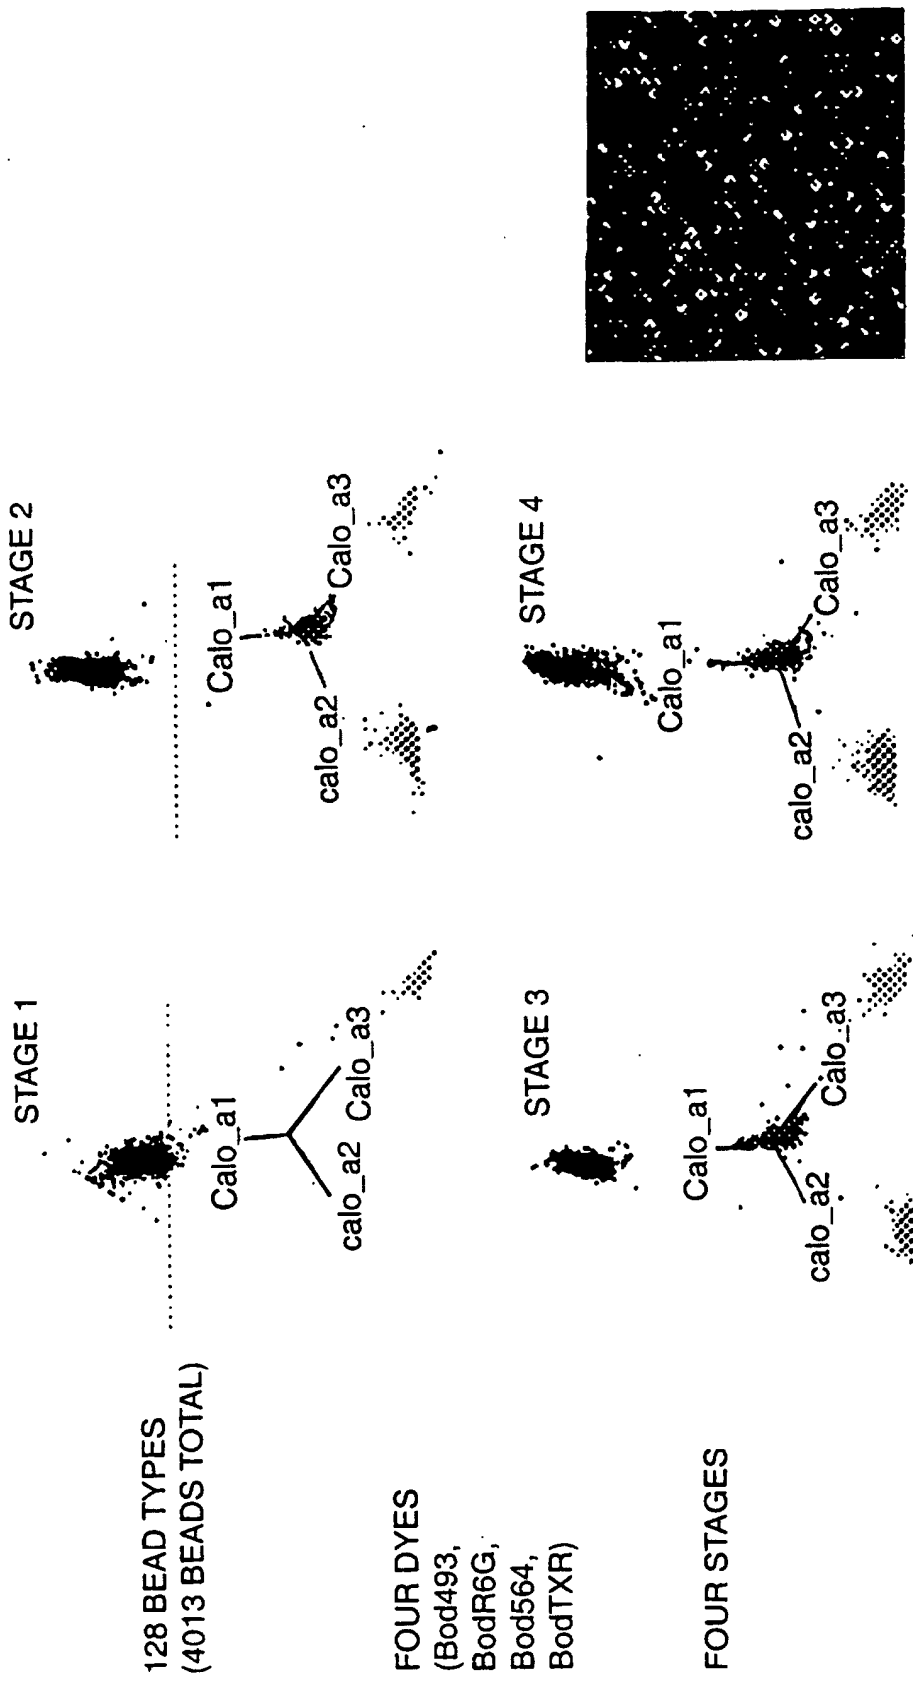 128 BEAD TYPES
(4013 BEADS TOTAL)
FOUR DYES
(Bod493,
BodR6G,
Bod564,
BodTXR)
FOUR STAGES
STAGE 1
Calo_a1
calo_a2
Calo_a3
STAGE 2
Calo_a1
calo_a2
Calo_a3
STAGE 3
Calo_a1
calo_a2
Calo_a3
STAGE 4
Calo_a1
calo_a2
Calo_a3